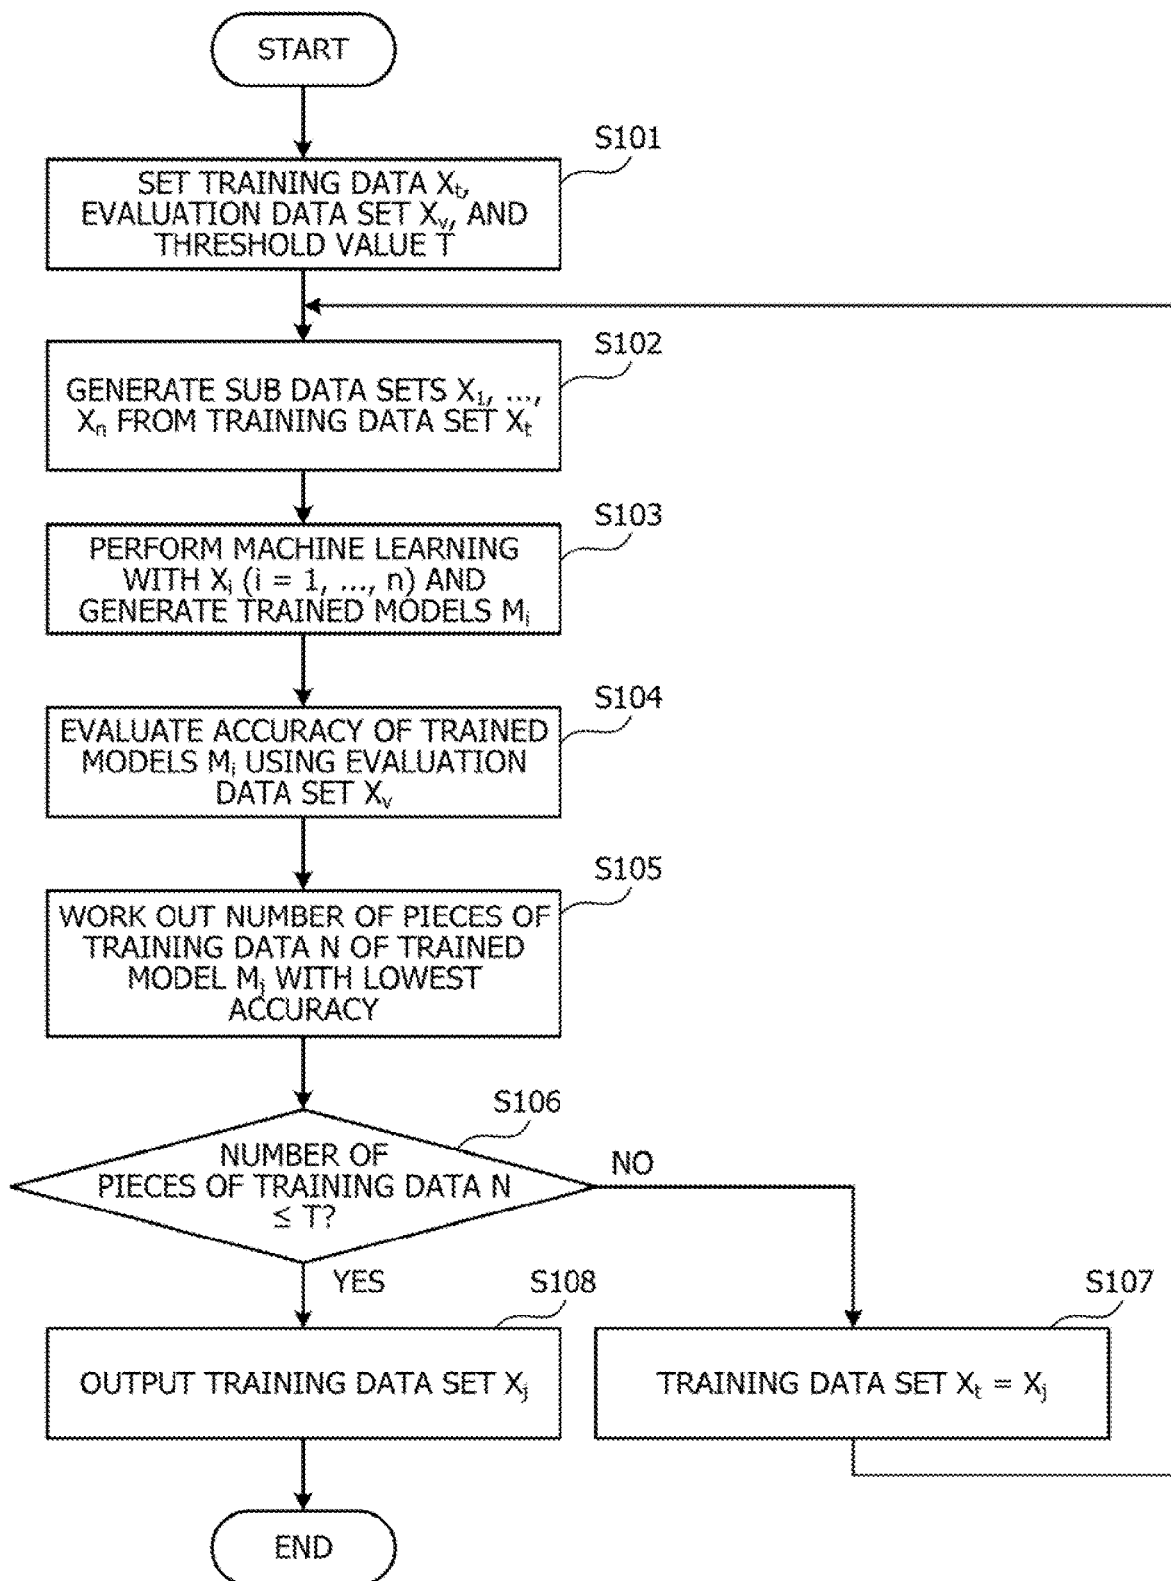 START
S101
SET TRAINING DATA Xt,
EVALUATION DATA SET Xv, AND
THRESHOLD VALUE T
S102
GENERATE SUB DATA SETS X1, ...,
Xn FROM TRAINING DATA SET Xt
S103
PERFORM MACHINE LEARNING
WITH Xi (i = 1, ..., n) AND
GENERATE TRAINED MODELS Mi
S104
EVALUATE ACCURACY OF TRAINED
MODELS Mi USING EVALUATION
DATA SET Xv
S105
WORK OUT NUMBER OF PIECES OF
TRAINING DATA N OF TRAINED
MODEL Mj WITH LOWEST
ACCURACY
S106
NUMBER OF
PIECES OF TRAINING DATA N
≤ T?
NO
YES
S108
OUTPUT TRAINING DATA SET Xj
S107
TRAINING DATA SET Xt = Xj
END